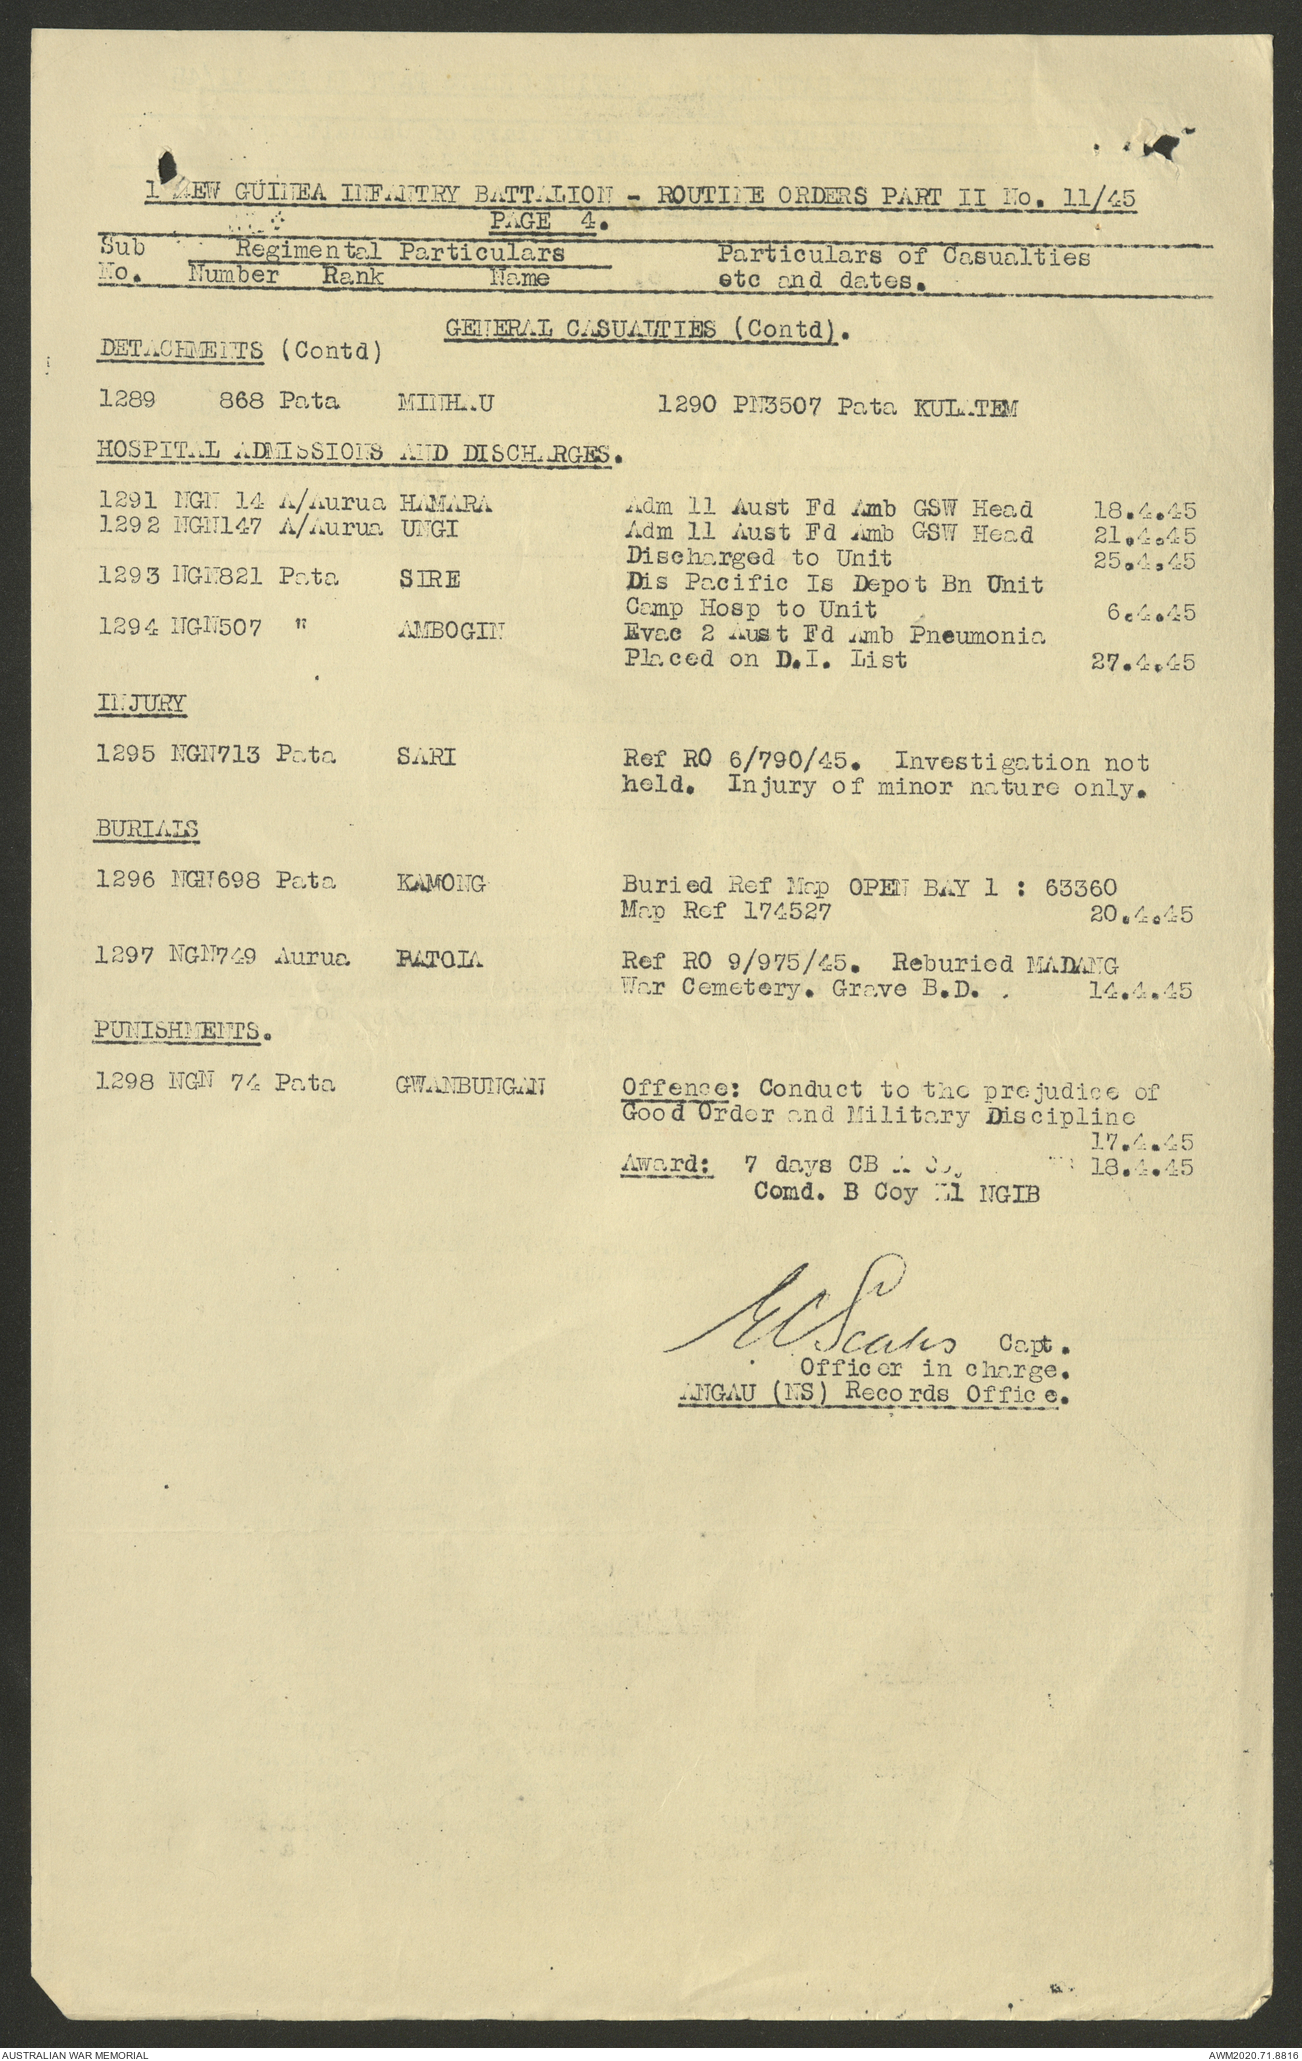 1 NEW GUINEA INFANTRY BATTALION - ROUTINE ORDERS PART II No. 11/45
PAGE 4.
Sub Regimental Particulars Particulars of Casualties
No. Number Rank Name etc and dates.
GENERAL CASUALTIES (Contd).
DETACHMENTS (Contd)
1289 868 Pata MINHAU 1290 PN3507 Pata KULATEM
HOSPITAL ADMISSIONS AND DISCHARGES.
1291 NGN 14 A/Aurua HAMARA Adm 11 Aust Fd Amb GSW Head 18.4.45
1292 NGN147 A/Aurua UNGI Adm 11 Aust Fd Amb GSW Head 21.4.45
Discharged to Unit 25.4.45
1293 NGN821 Pata SIRE Dis Pacific Is Depot Bn Unit
Camp Hosp to Unit 6.4.45
1294 NGN507 " AMBOGIN Evac 2 Aust Fd Amb Pneumonia
Placed on D.I. List 27.4.45
INJURY
1295 NGN713 Pata SARI Ref RO 6/790/45. Investigation not
held. Injury of minor nature only.
BURIALS
1296 NGN698 Pata KAMONG Buried Ref Map OPEN BAY 1 : 63360
Map Ref 174527 20.4.45
1297 NGN749 Aurua Ref RO 9/975/45. Reburied MADANG
War Cemetery. Grave B.D. 14.4.45
PUNISHMENTS.
1298 NGN 74 Pata GWANBUNGAN Offence: Conduct to the prejudice of
Good Order and Military Discipline
17.4.45
Award: 7 days CB 18.4.45
Comd. B Coy 1 NGIB
Capt.
Officer in charge.
ANGAU (NS) Records Office.
AUSTRALIAN WAR MEMORIAL AWM2020.71.8816